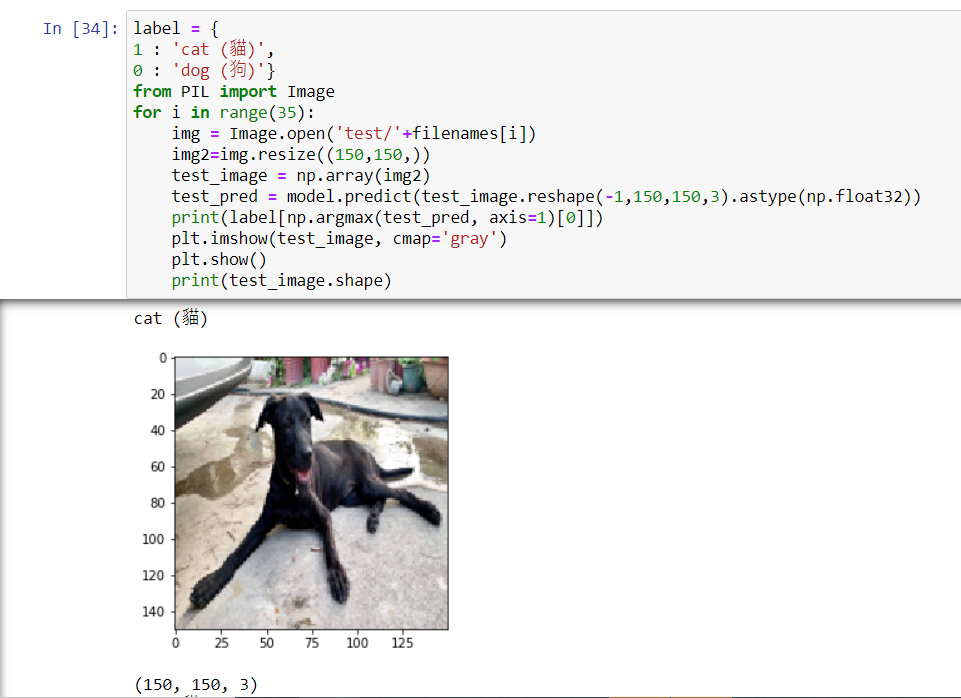 In [34]:
label = {
1 : 'cat (貓)',
0 : 'dog (狗)'}
from PIL import Image
for i in range(35):
    img = Image.open('test/'+filenames[i])
    img2=img.resize((150,150,))
    test_image = np.array(img2)
    test_pred = model.predict(test_image.reshape(-1,150,150,3).astype(np.float32))
    print(label[np.argmax(test_pred, axis=1)[0]])
    plt.imshow(test_image, cmap='gray')
    plt.show()
    print(test_image.shape)
cat (貓)
0
20
40
60
80
100
120
140
0 25 50 75 100 125
(150, 150, 3)